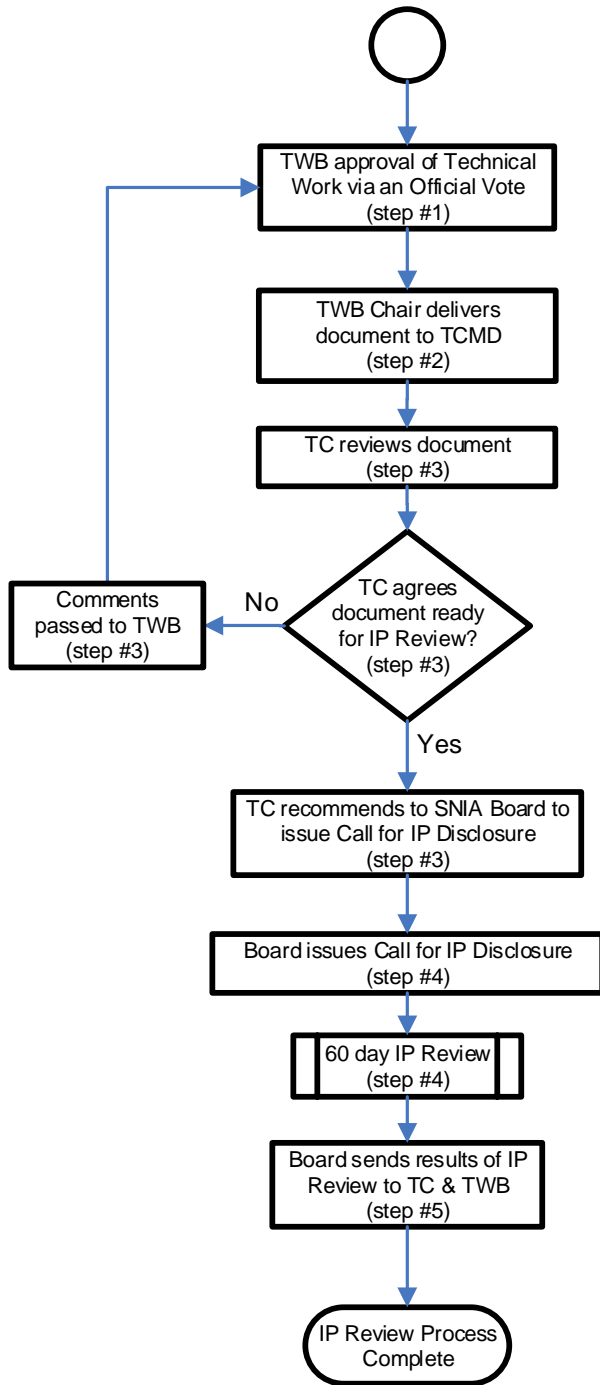 TWB approval of Technical
Work via an Official Vote
(step #1)
TWB Chair delivers
document to TCMD
(step #2)
TC reviews document
(step #3)
TC agrees
document ready
for IP Review?
(step #3)
No
Comments
passed to TWB
(step #3)
Yes
TC recommends to SNIA Board to
issue Call for IP Disclosure
(step #3)
Board issues Call for IP Disclosure
(step #4)
60 day IP Review
(step #4)
Board sends results of IP
Review to TC & TWB
(step #5)
IP Review Process
Complete